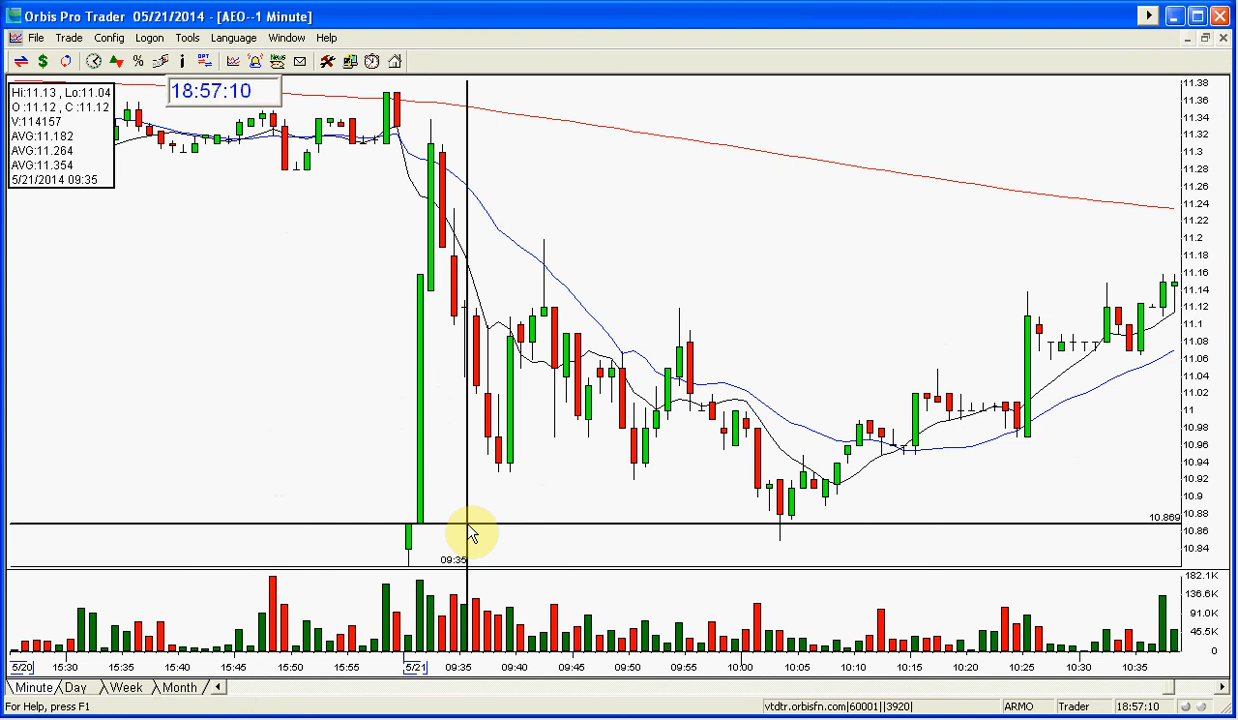 Orbis Pro Trader 05/21/2014 - [AEO--1 Minute]
File Trade Config Logon Tools Language Window Help
18:57:10
Hi:11.13 , Lo:11.04
O :11.12 , C :11.12
V:114157
AVG:11.182
AVG:11.264
AVG:11.354
5/21/2014 09:35
11.38
11.36
11.34
11.32
11.3
11.28
11.26
11.24
11.22
11.2
11.18
11.16
11.14
11.12
11.1
11.08
11.06
11.04
11.02
11
10.98
10.96
10.94
10.92
10.9
10.88
10.869
10.86
10.84
09:35
182.1K
136.6K
91.0K
45.5K
0
5/20 15:30 15:35 15:40 15:45 15:50 15:55 5/21 09:35 09:40 09:45 09:50 09:55 10:00 10:05 10:10 10:15 10:20 10:25 10:30 10:35
Minute Day Week Month
For Help, press F1 vtdtr.orbisfn.com|60001||3920| ARMO Trader 18:57:10